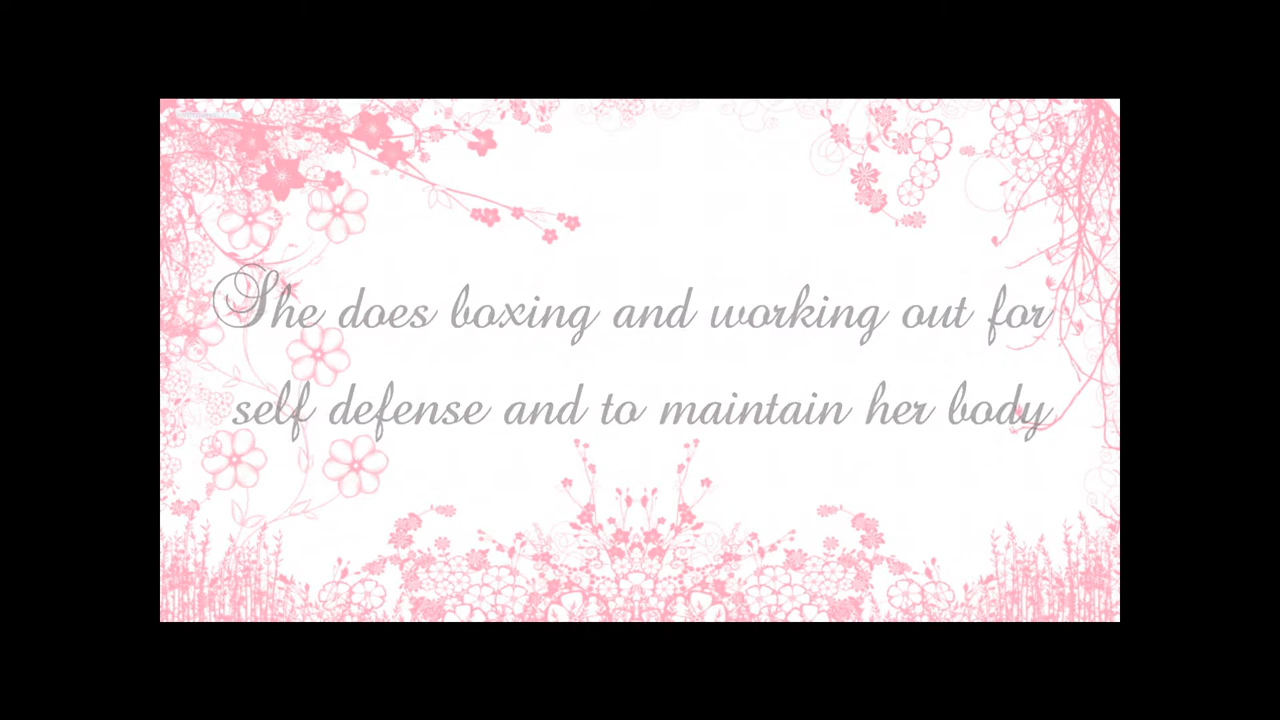 She does boxing and working out for
self defense and to maintain her body